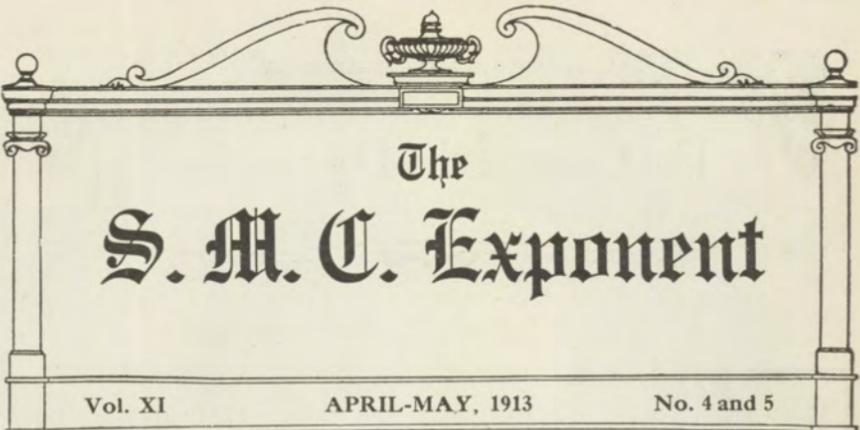 The
S. M. C. Exponent
Vol. XI APRIL-MAY, 1913 No. 4 and 5